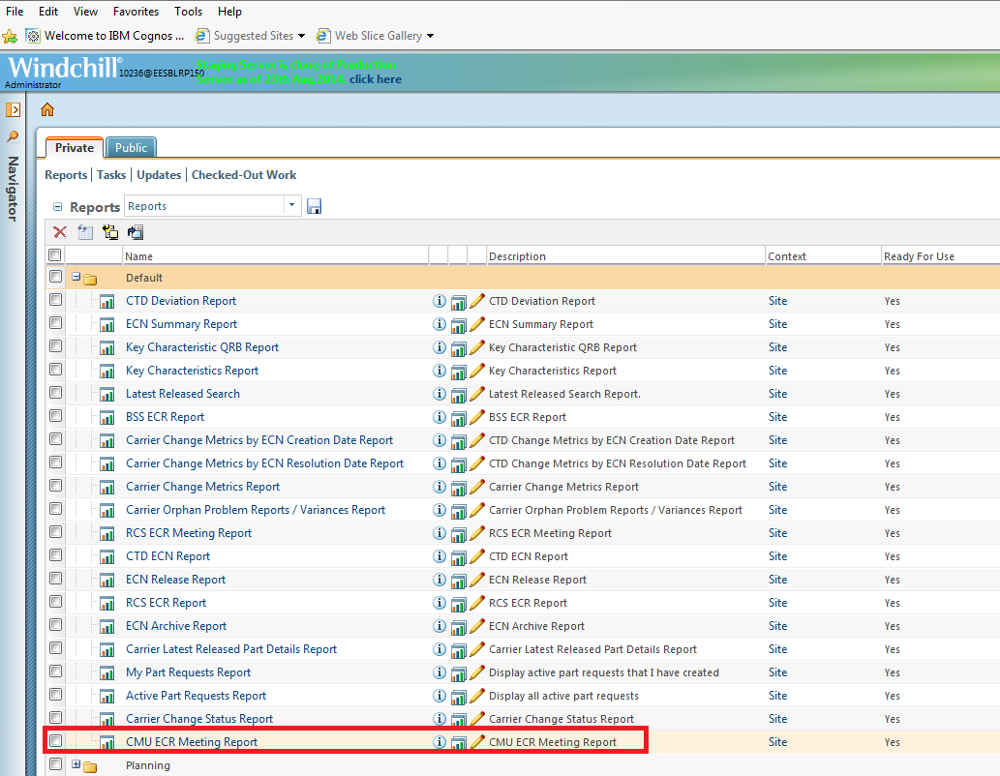 File Edit View Favorites Tools Help
Welcome to IBM Cognos ... Suggested Sites Web Slice Gallery
Windchill® 10236@EESBLRP150 Staging Server is clone of Production
Administrator Server as of 24th Aug,2014. click here
Navigator
Private Public
Reports | Tasks | Updates | Checked-Out Work
Reports Reports
Name Description Context Ready For Use
Default
CTD Deviation Report CTD Deviation Report Site Yes
ECN Summary Report ECN Summary Report Site Yes
Key Characteristic QRB Report Key Characteristic QRB Report Site Yes
Key Characteristics Report Key Characteristics Report Site Yes
Latest Released Search Latest Released Search Report. Site Yes
BSS ECR Report BSS ECR Report Site Yes
Carrier Change Metrics by ECN Creation Date Report CTD Change Metrics by ECN Creation Date Report Site Yes
Carrier Change Metrics by ECN Resolution Date Report CTD Change Metrics by ECN Resolution Date Report Site Yes
Carrier Change Metrics Report Carrier Change Metrics Report Site Yes
Carrier Orphan Problem Reports / Variances Report Carrier Orphan Problem Reports / Variances Report Site Yes
RCS ECR Meeting Report RCS ECR Meeting Report Site Yes
CTD ECN Report CTD ECN Report Site Yes
ECN Release Report ECN Release Report Site Yes
RCS ECR Report RCS ECR Report Site Yes
ECN Archive Report ECN Archive Report Site Yes
Carrier Latest Released Part Details Report Carrier Latest Released Part Details Report Site Yes
My Part Requests Report Display active part requests that I have created Site Yes
Active Part Requests Report Display all active part requests Site Yes
Carrier Change Status Report Carrier Change Status Report Site Yes
CMU ECR Meeting Report CMU ECR Meeting Report Site Yes
Planning